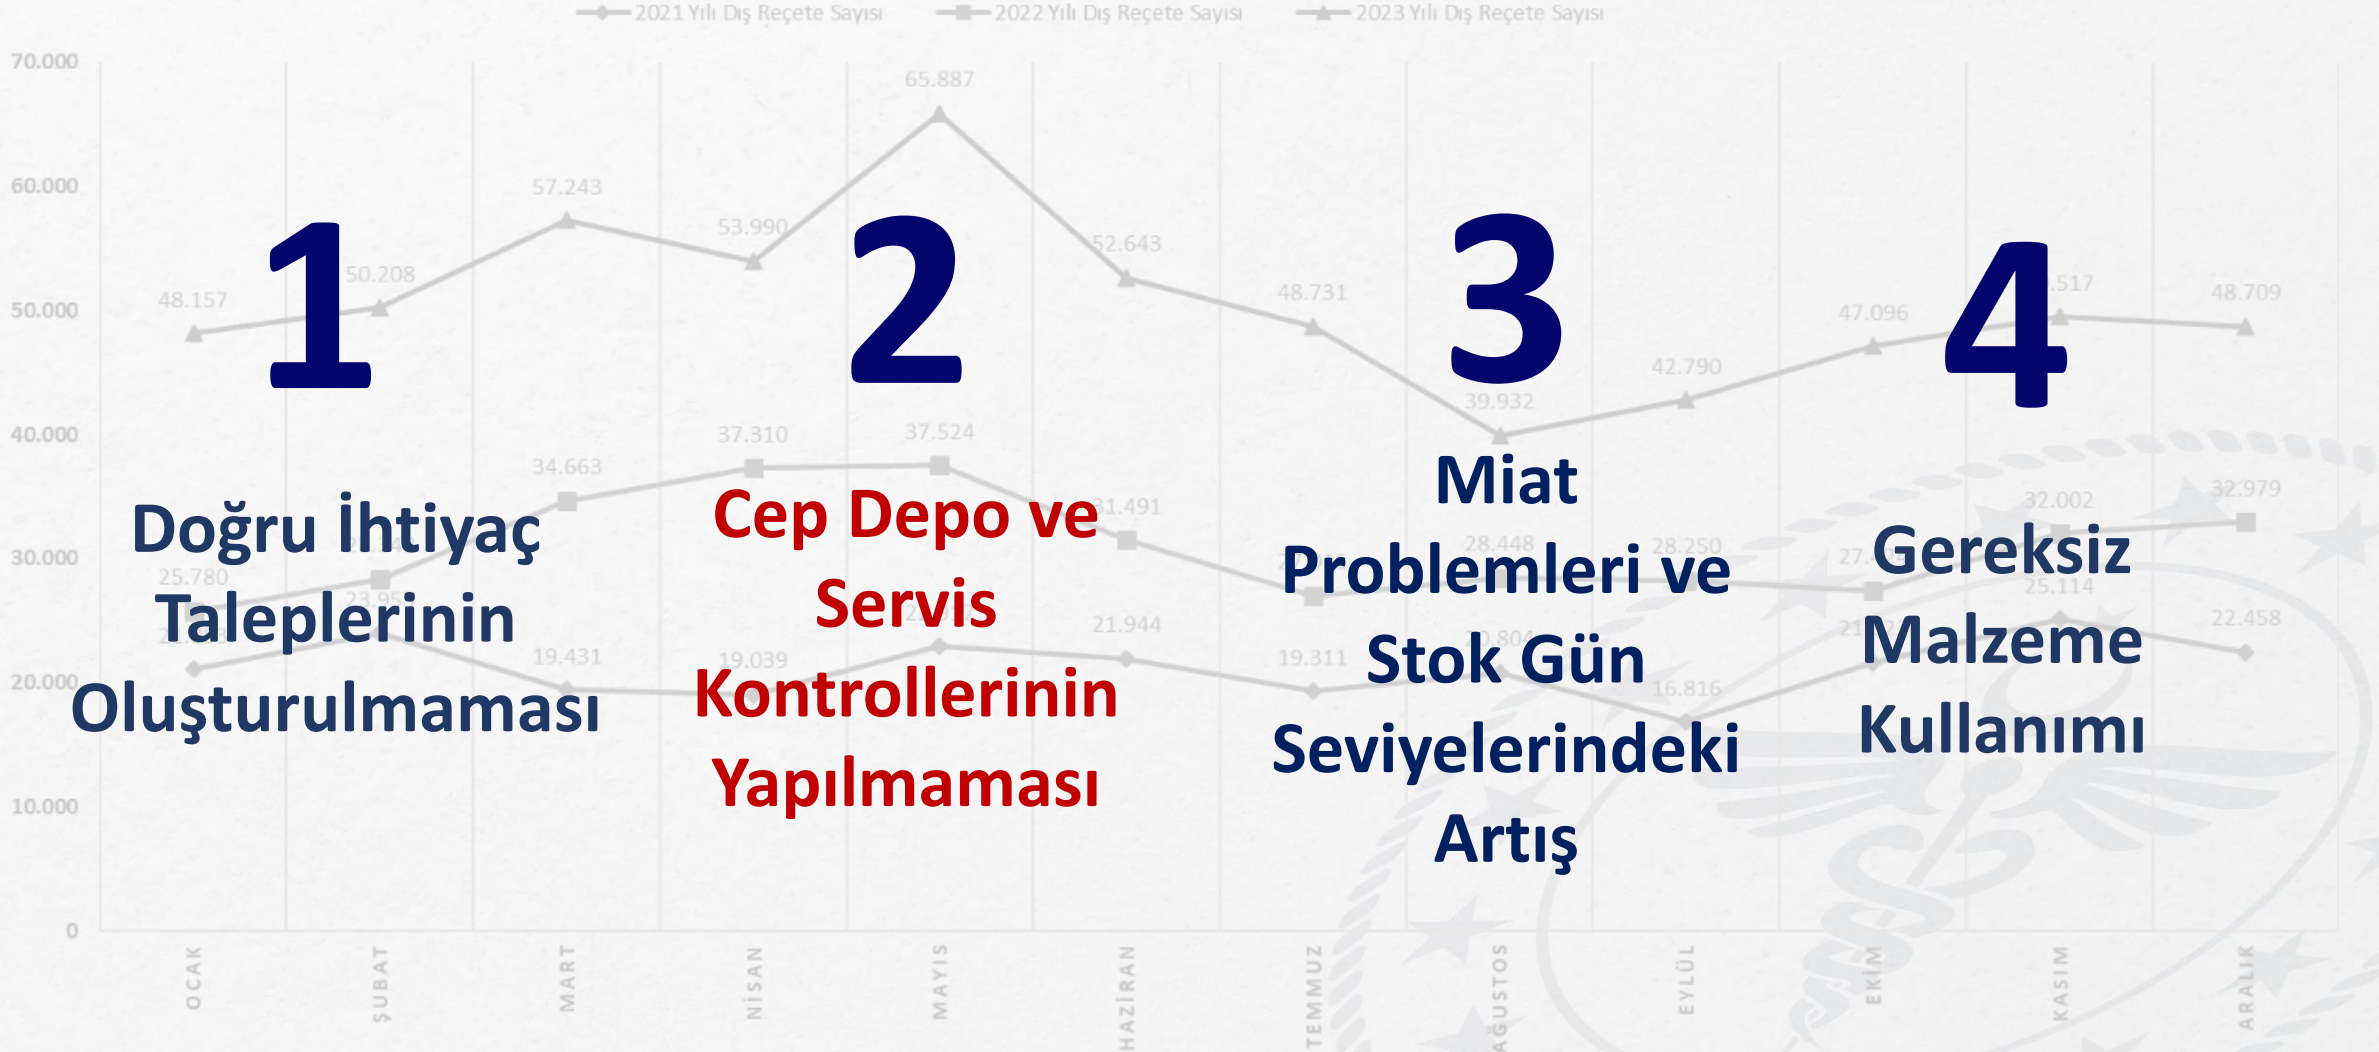 2021 Yılı Dış Reçete Sayısı 2022 Yılı Dış Reçete Sayısı 2023 Yılı Dış Reçete Sayısı
70.000
60.000
50.000
40.000
30.000
20.000
10.000
0
48.157 50.208 57.243 53.990 65.887 52.643 48.731 39.932 42.790 47.096 48.709
25.780 34.663 37.310 37.524 31.491 28.448 28.250 32.002 32.979
19.431 19.039 21.944 19.311 16.816 25.114 22.458
1
Doğru İhtiyaç
Taleplerinin
Oluşturulmaması
2
Cep Depo ve
Servis
Kontrollerinin
Yapılmaması
3
Miat
Problemleri ve
Stok Gün
Seviyelerindeki
Artış
4
Gereksiz
Malzeme
Kullanımı
OCAK
ŞUBAT
MART
NİSAN
MAYIS
HAZİRAN
TEMMUZ
AĞUSTOS
EYLÜL
EKİM
KASIM
ARALIK